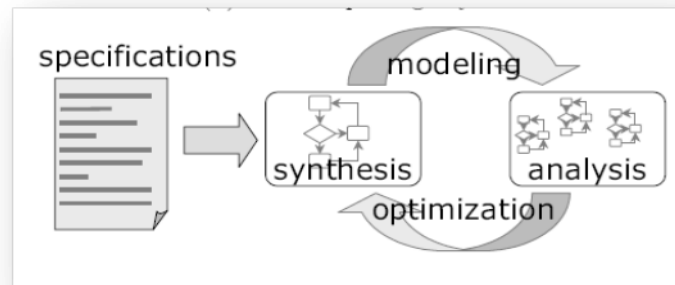 specifications
modeling
synthesis
analysis
optimization